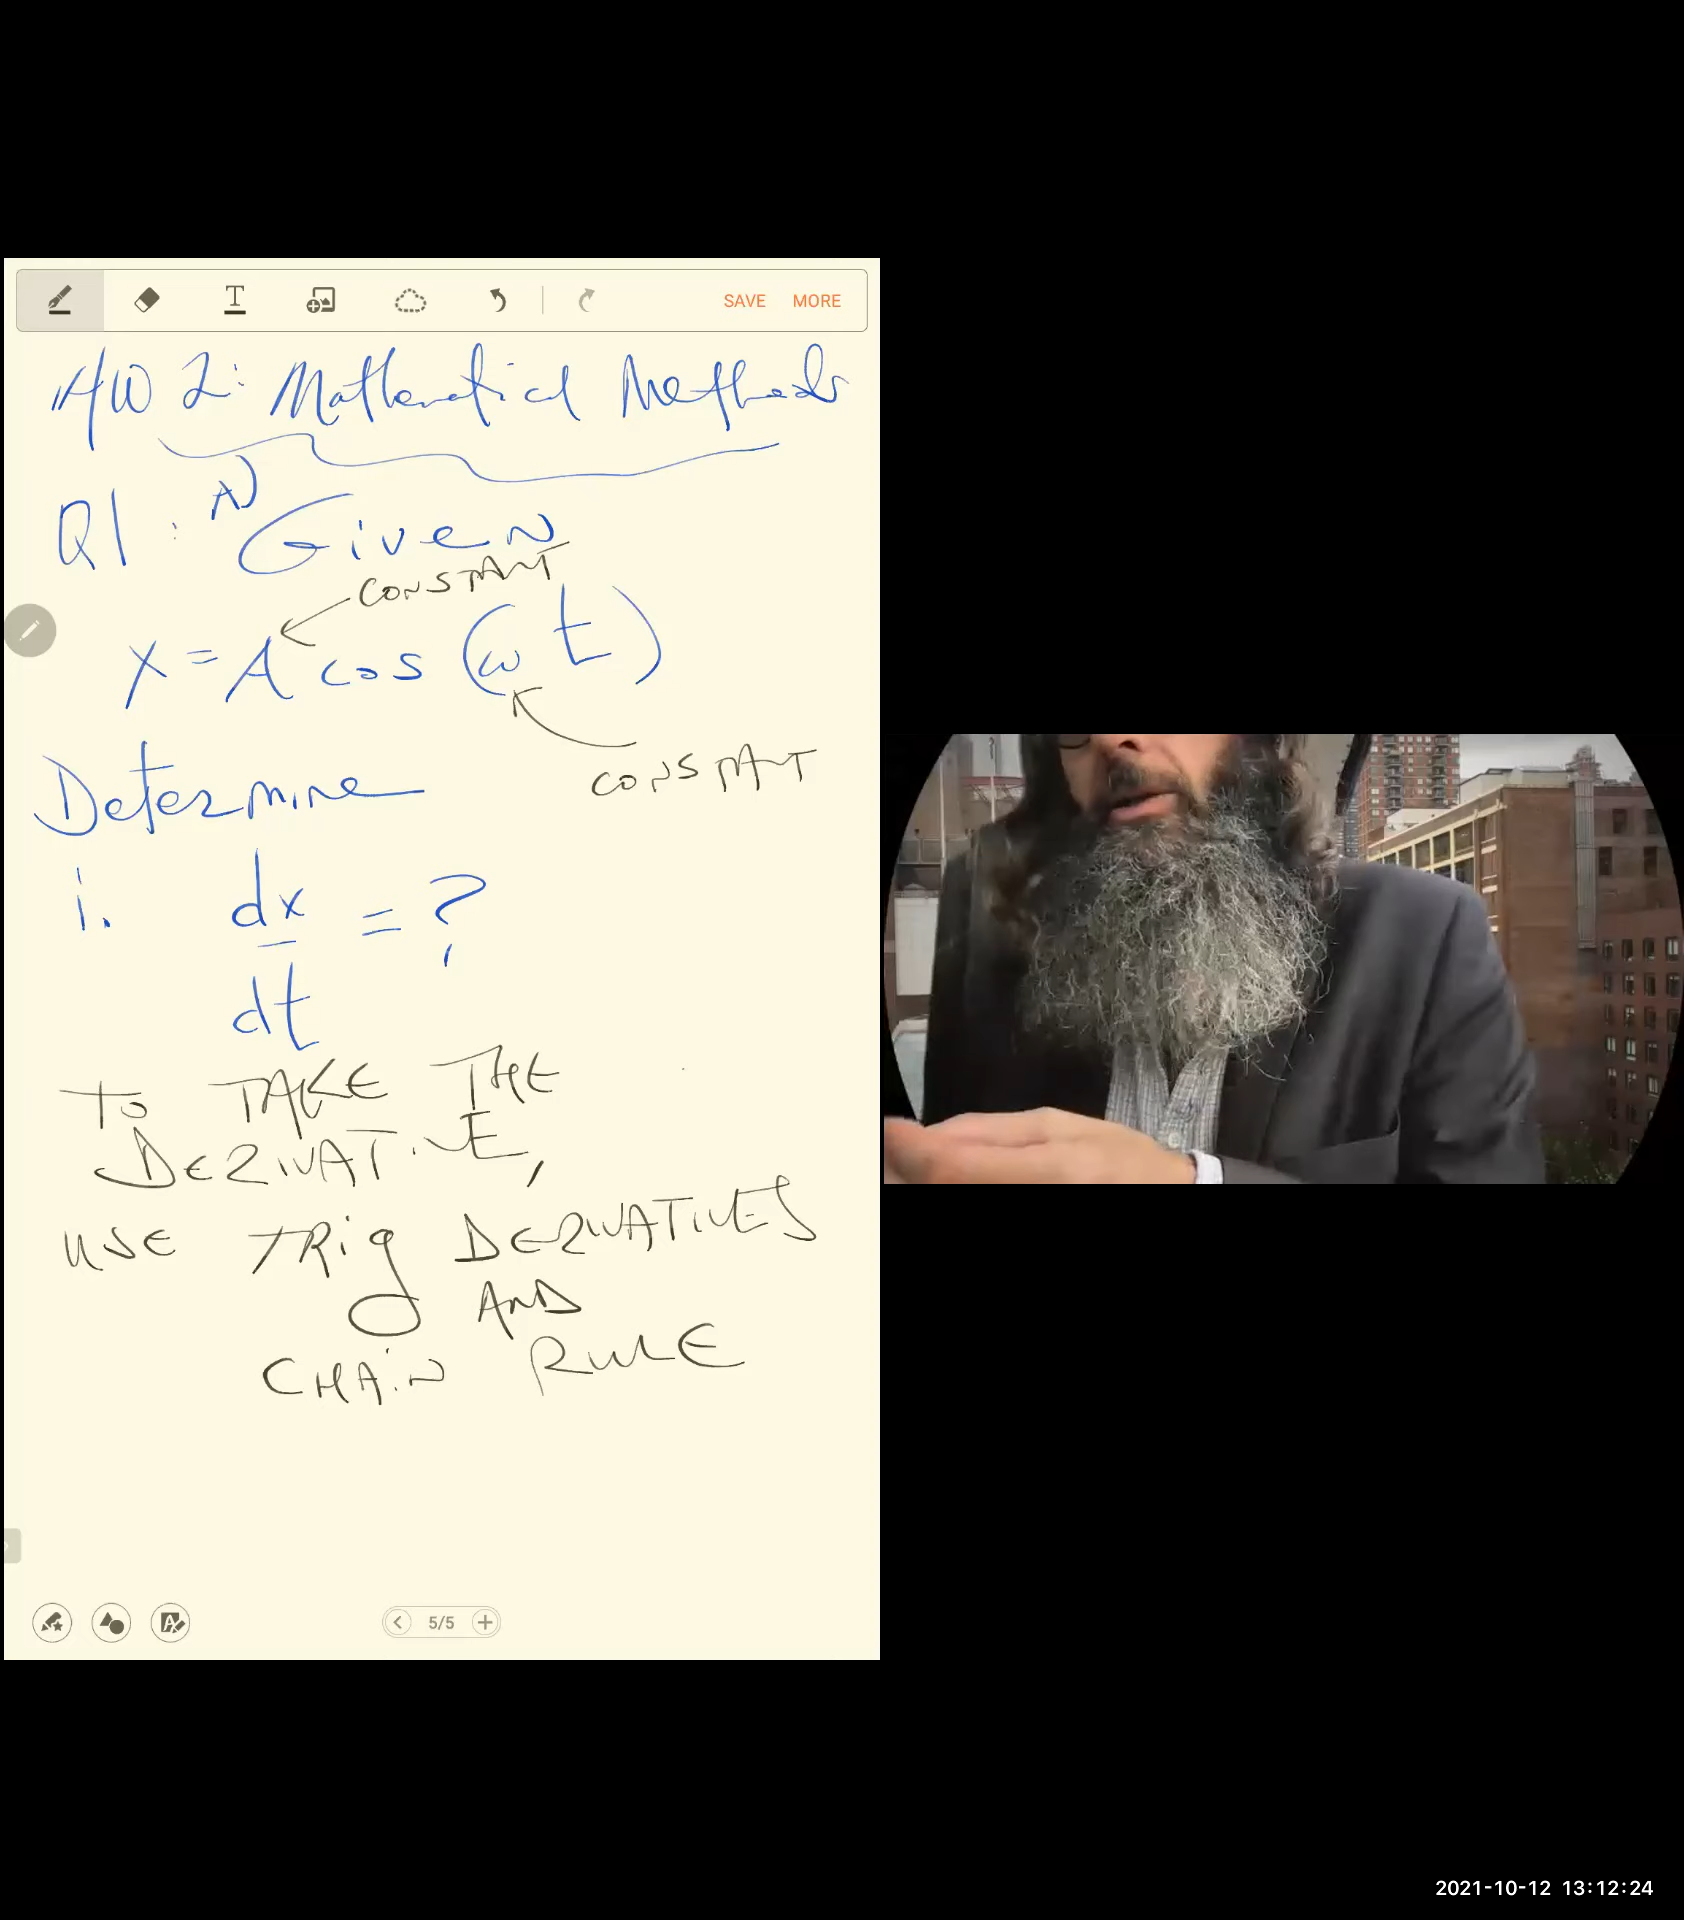 SAVE MORE
HW 2: Mathematical Methods
Q1: A) Given
CONSTANT
x = A cos (ω t)
CONSTANT
Determine
i. dx = ?
dt
TO TAKE THE
DERIVATIVE,
USE TRIG DERIVATIVES
AND
CHAIN RULE
5/5
2021-10-12 13:12:24